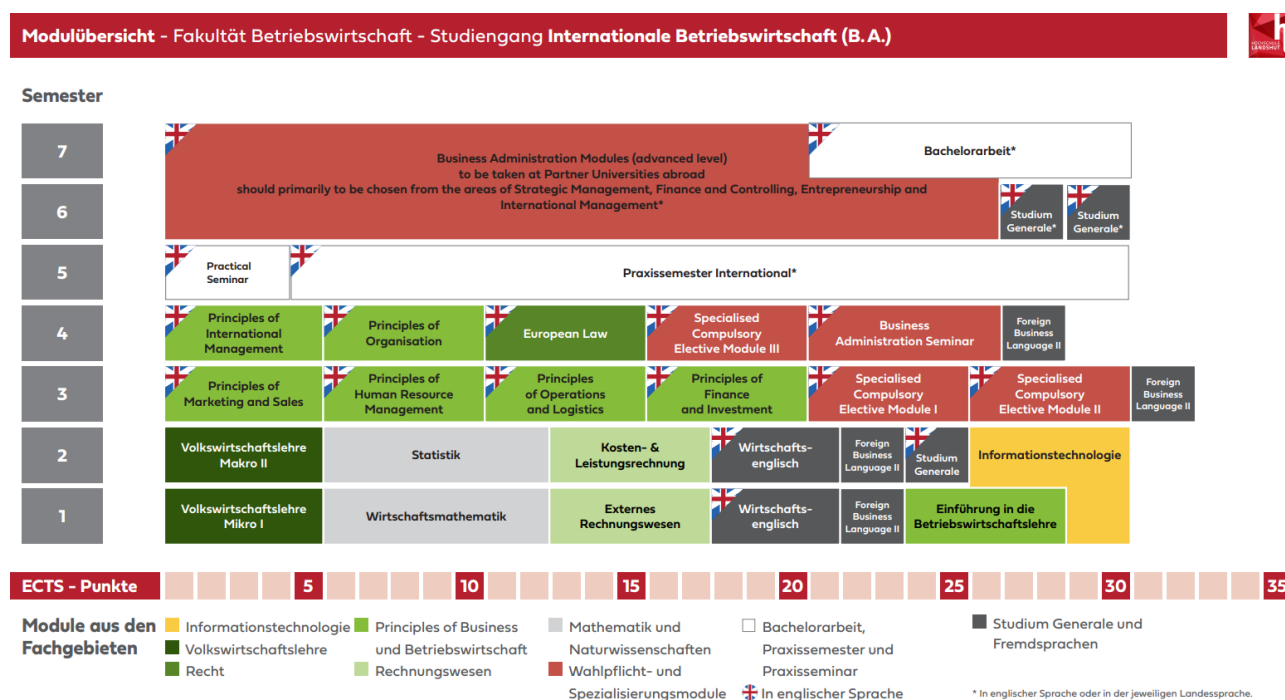 Modulübersicht - Fakultät Betriebswirtschaft - Studiengang Internationale Betriebswirtschaft (B. A.)
HOCHSCHULE
LANDSHUT
Semester
7
Business Administration Modules (advanced level)
to be taken at Partner Universities abroad
should primarily to be chosen from the areas of Strategic Management, Finance and Controlling, Entrepreneurship and
International Management*
Bachelorarbeit*
6
Studium
Generale*
Studium
Generale*
5
Practical
Seminar
Praxissemester International*
4
Principles of
International
Management
Principles of
Organisation
European Law
Specialised
Compulsory
Elective Module III
Business
Administration Seminar
Foreign
Business
Language II
3
Principles of
Marketing and Sales
Principles of
Human Resource
Management
Principles
of Operations
and Logistics
Principles of
Finance
and Investment
Specialised
Compulsory
Elective Module I
Specialised
Compulsory
Elective Module II
Foreign
Business
Language II
2
Volkswirtschaftslehre
Makro II
Statistik
Kosten- &
Leistungsrechnung
Wirtschafts-
englisch
Foreign
Business
Language II
Studium
Generale
Informationstechnologie
1
Volkswirtschaftslehre
Mikro I
Wirtschaftsmathematik
Externes
Rechnungswesen
Wirtschafts-
englisch
Foreign
Business
Language II
Einführung in die
Betriebswirtschaftslehre
ECTS - Punkte 5 10 15 20 25 30 35
Module aus den
Fachgebieten
Informationstechnologie
Volkswirtschaftslehre
Recht
Principles of Business
und Betriebswirtschaft
Rechnungswesen
Mathematik und
Naturwissenschaften
Wahlpflicht- und
Spezialisierungsmodule
Bachelorarbeit,
Praxissemester und
Praxisseminar
In englischer Sprache
Studium Generale und
Fremdsprachen
* In englischer Sprache oder in der jeweiligen Landessprache.